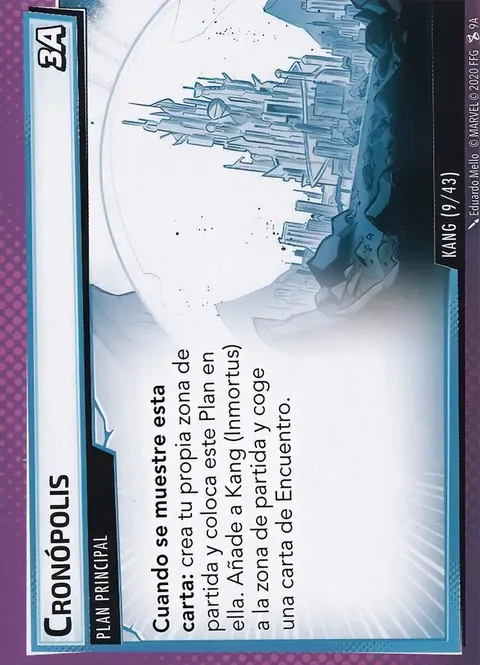 CRONÓPOLIS
3A
PLAN PRINCIPAL
Cuando se muestre esta
carta: crea tu propia zona de
partida y coloca este Plan en
ella. Añade a Kang (Inmortus)
a la zona de partida y coge
una carta de Encuentro.
KANG (9/43)
Eduardo Mello © MARVEL © 2020 FFG 9A